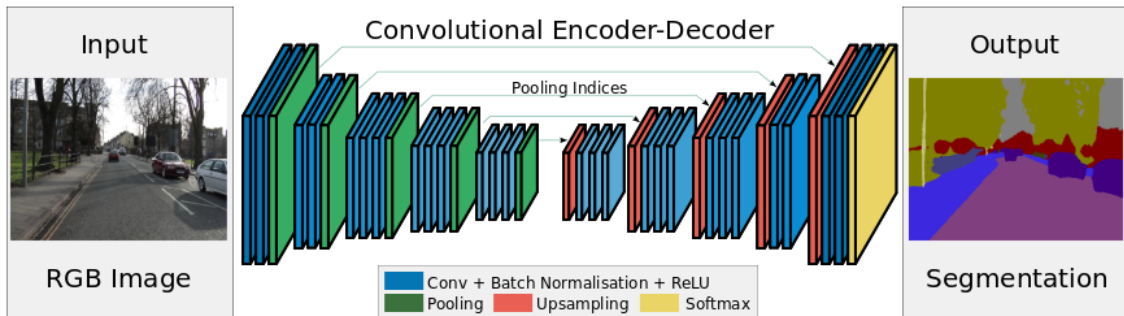 Input
RGB Image
Convolutional Encoder-Decoder
Pooling Indices
Conv + Batch Normalisation + ReLU
Pooling Upsampling Softmax
Output
Segmentation